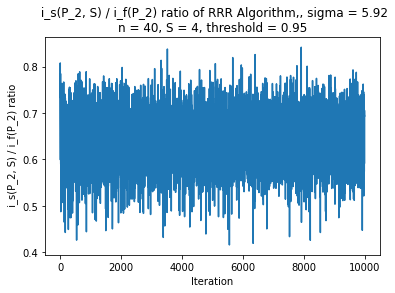 i_s(P_2, S) / i_f(P_2) ratio of RRR Algorithm,, sigma = 5.92
n = 40, S = 4, threshold = 0.95
i_s(P_2, S) / i_f(P_2) ratio
0.8
0.7
0.6
0.5
0.4
0 2000 4000 6000 8000 10000
Iteration